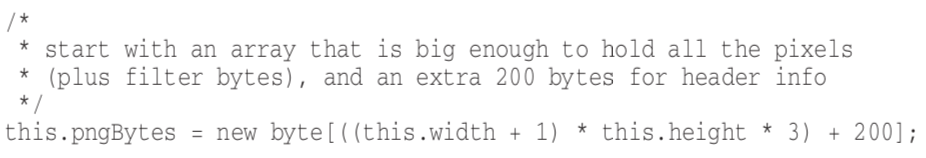 /*
 * start with an array that is big enough to hold all the pixels
 * (plus filter bytes), and an extra 200 bytes for header info
 */
this.pngBytes = new byte[((this.width + 1) * this.height * 3) + 200];